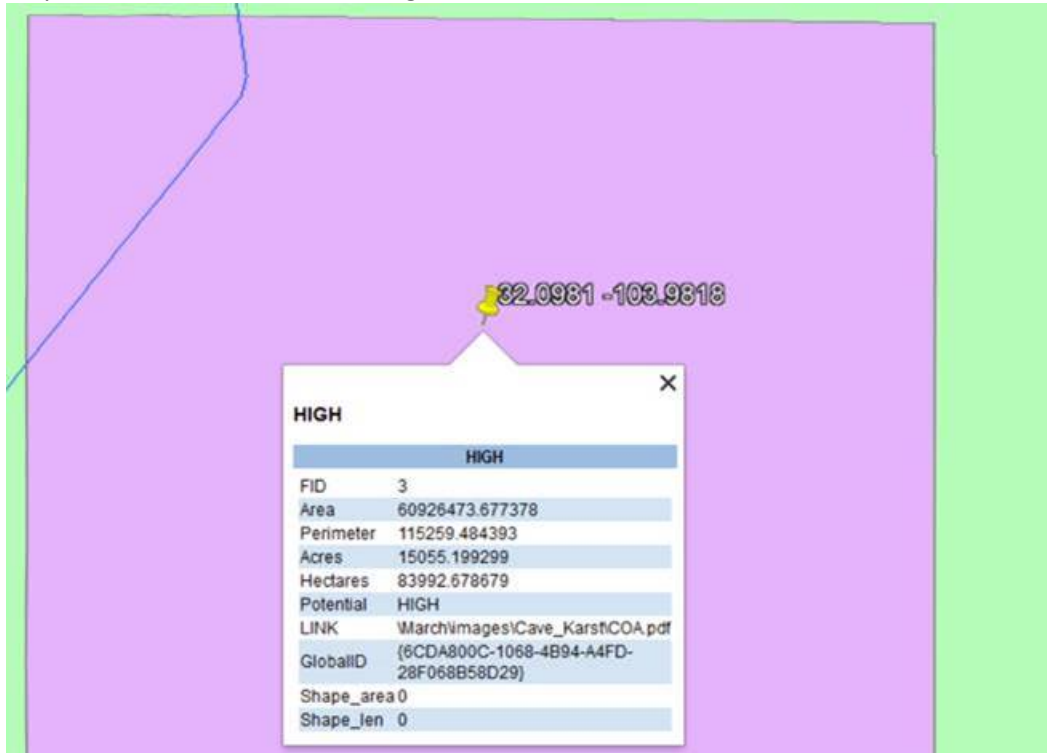 32.0981 -103.9818
HIGH
HIGH
FID 3
Area 60926473.677378
Perimeter 115259.484393
Acres 15055.199299
Hectares 83992.678679
Potential HIGH
LINK \March\images\Cave_Karst\COA.pdf
GlobalID {6CDA800C-1068-4B94-A4FD-
28F068B58D29}
Shape_area 0
Shape_len 0